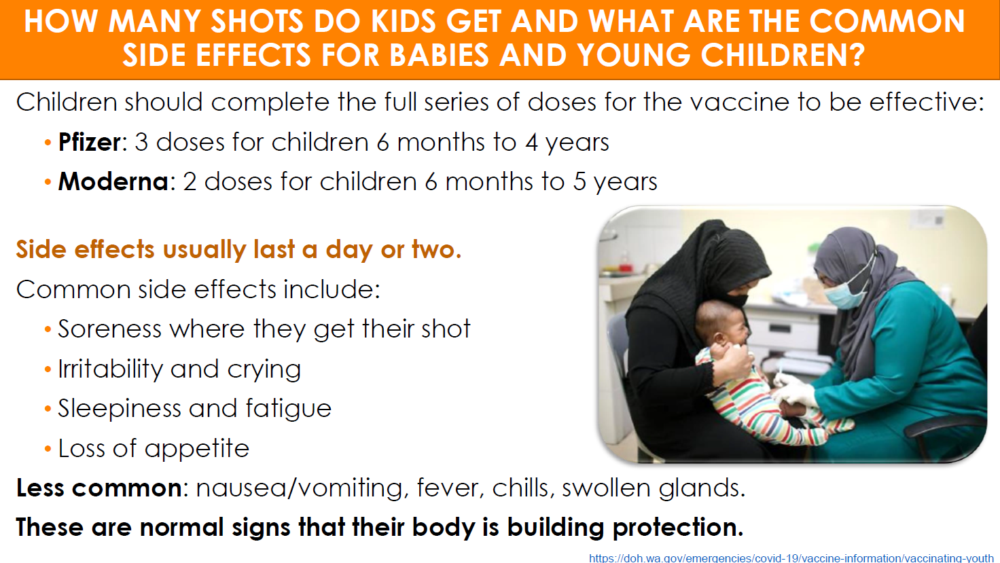 HOW MANY SHOTS DO KIDS GET AND WHAT ARE THE COMMON
SIDE EFFECTS FOR BABIES AND YOUNG CHILDREN?
Children should complete the full series of doses for the vaccine to be effective:
• Pfizer: 3 doses for children 6 months to 4 years
• Moderna: 2 doses for children 6 months to 5 years
Side effects usually last a day or two.
Common side effects include:
• Soreness where they get their shot
• Irritability and crying
• Sleepiness and fatigue
• Loss of appetite
Less common: nausea/vomiting, fever, chills, swollen glands.
These are normal signs that their body is building protection.
https://doh.wa.gov/emergencies/covid-19/vaccine-information/vaccinating-youth